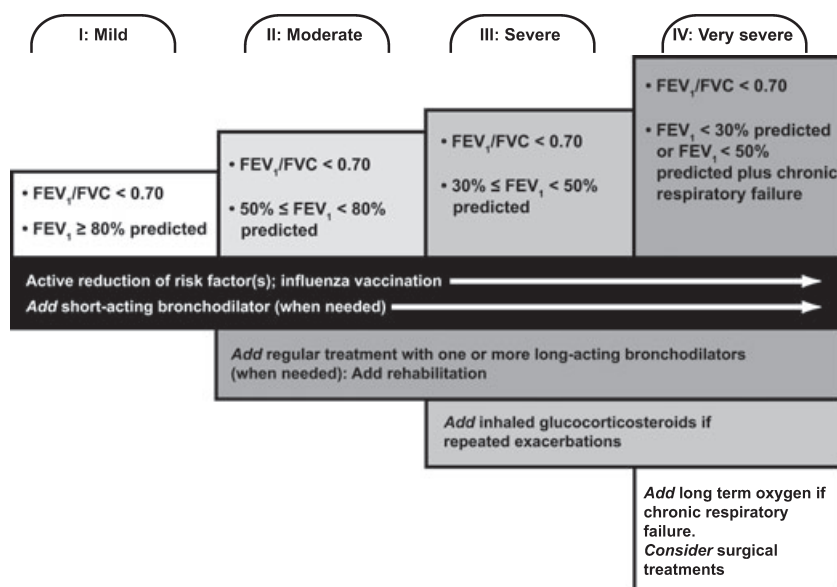 I: Mild
II: Moderate
III: Severe
IV: Very severe
• FEV₁/FVC < 0.70
• FEV₁ ≥ 80% predicted
• FEV₁/FVC < 0.70
• 50% ≤ FEV₁ < 80%
predicted
• FEV₁/FVC < 0.70
• 30% ≤ FEV₁ < 50%
predicted
• FEV₁/FVC < 0.70
• FEV₁ < 30% predicted
or FEV₁ < 50%
predicted plus chronic
respiratory failure
Active reduction of risk factor(s); influenza vaccination
Add short-acting bronchodilator (when needed)
Add regular treatment with one or more long-acting bronchodilators
(when needed): Add rehabilitation
Add inhaled glucocorticosteroids if
repeated exacerbations
Add long term oxygen if
chronic respiratory
failure.
Consider surgical
treatments